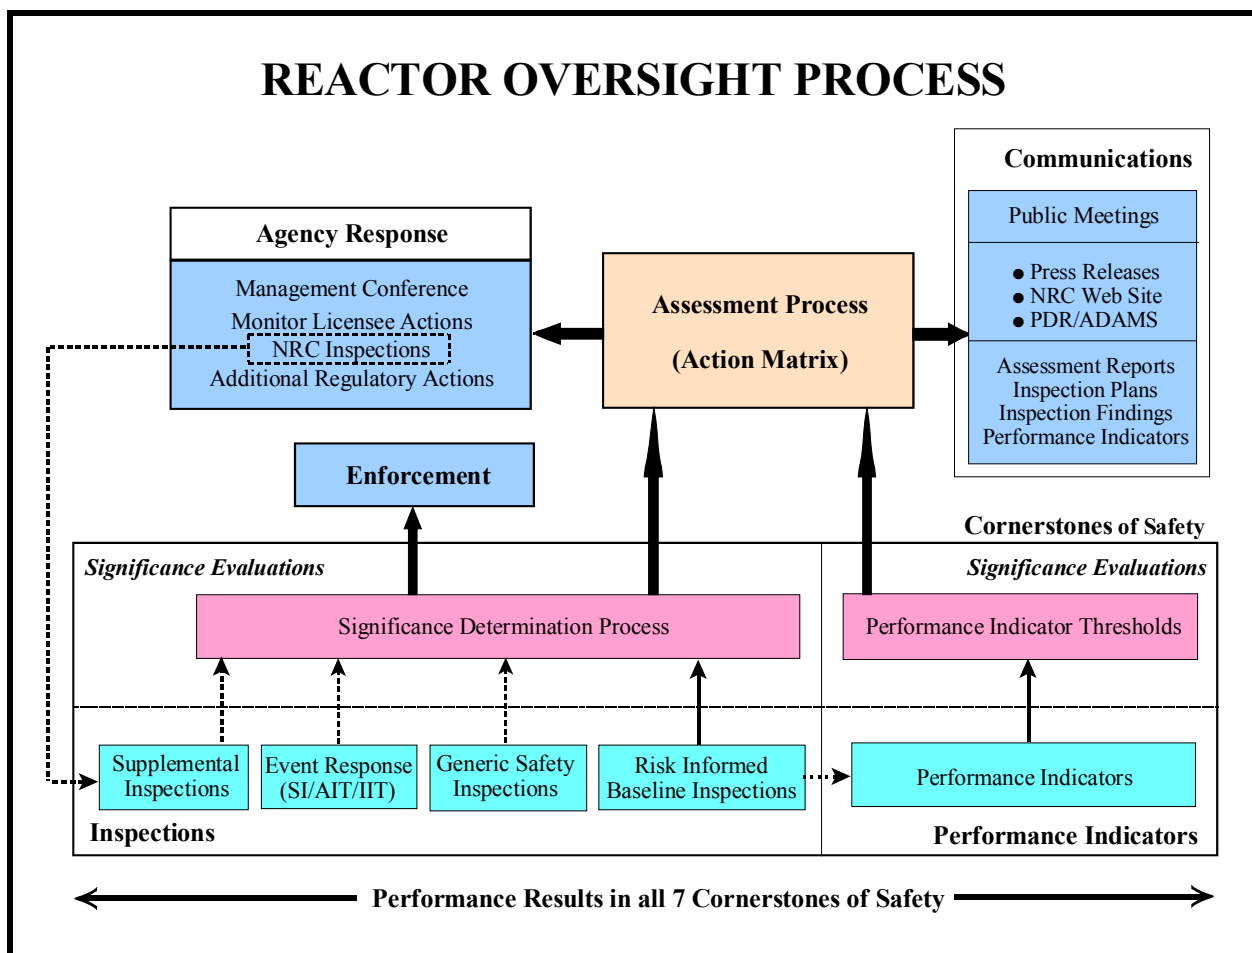 REACTOR OVERSIGHT PROCESS
Communications
Public Meetings
● Press Releases
● NRC Web Site
● PDR/ADAMS
Assessment Reports
Inspection Plans
Inspection Findings
Performance Indicators
Agency Response
Management Conference
Monitor Licensee Actions
NRC Inspections
Additional Regulatory Actions
Assessment Process
(Action Matrix)
Enforcement
Cornerstones of Safety
Significance Evaluations
Significance Evaluations
Significance Determination Process
Performance Indicator Thresholds
Supplemental
Inspections
Event Response
(SI/AIT/IIT)
Generic Safety
Inspections
Risk Informed
Baseline Inspections
Performance Indicators
Inspections
Performance Indicators
Performance Results in all 7 Cornerstones of Safety